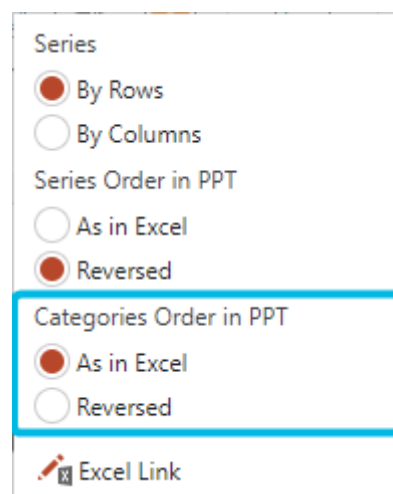 Series
By Rows
By Columns
Series Order in PPT
As in Excel
Reversed
Categories Order in PPT
As in Excel
Reversed
Excel Link